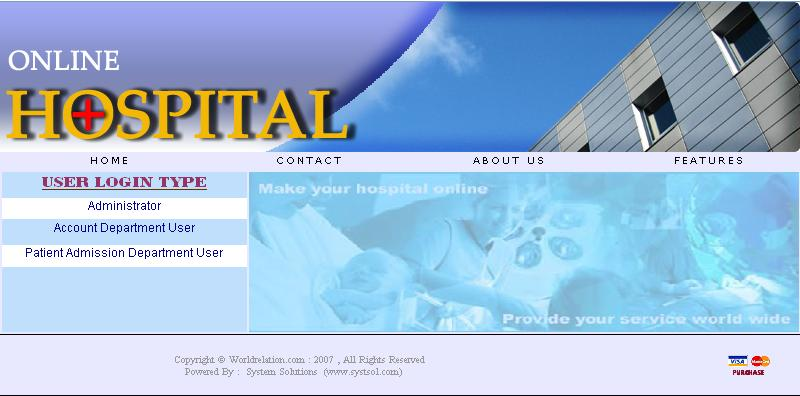 ONLINE
HOSPITAL
HOME CONTACT ABOUT US FEATURES
USER LOGIN TYPE
Administrator
Account Department User
Patient Admission Department User
Make your hospital online
Provide your service world wide
Copyright © Worldrelation.com : 2007 , All Rights Reserved
Powered By : System Solutions (www.systsol.com)
VISA MasterCard
PURCHASE